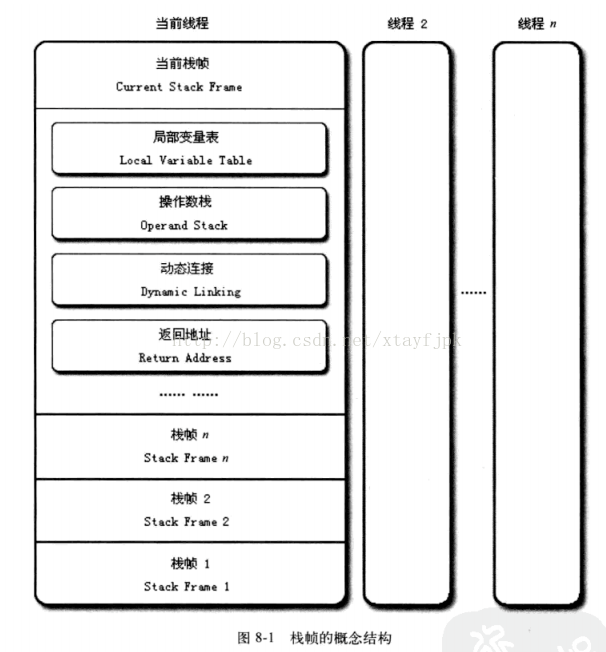 当前线程
线程 2
线程 n
当前栈帧
Current Stack Frame
局部变量表
Local Variable Table
操作数栈
Operand Stack
动态连接
Dynamic Linking
返回地址
http://blog.csdn.net/xtayfjpk
Return Address
…… ……
……
栈帧 n
Stack Frame n
栈帧 2
Stack Frame 2
栈帧 1
Stack Frame 1
图 8-1 栈帧的概念结构